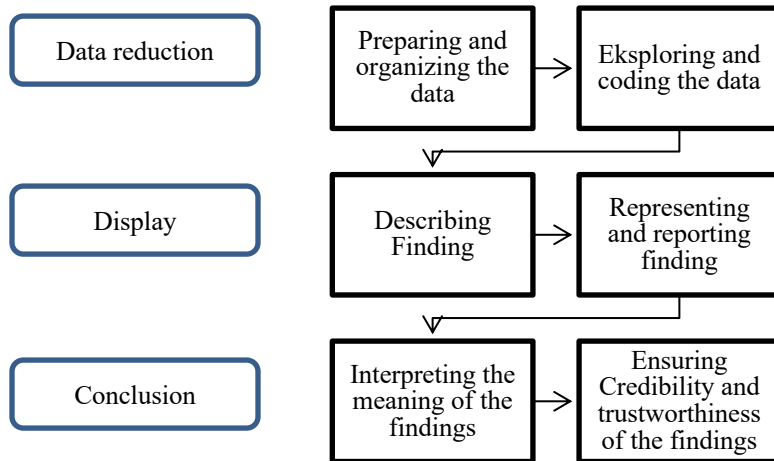 Data reduction
Preparing and
organizing the
data
Eksploring and
coding the data
Display
Describing
Finding
Representing
and reporting
finding
Conclusion
Interpreting the
meaning of the
findings
Ensuring
Credibility and
trustworthiness
of the findings